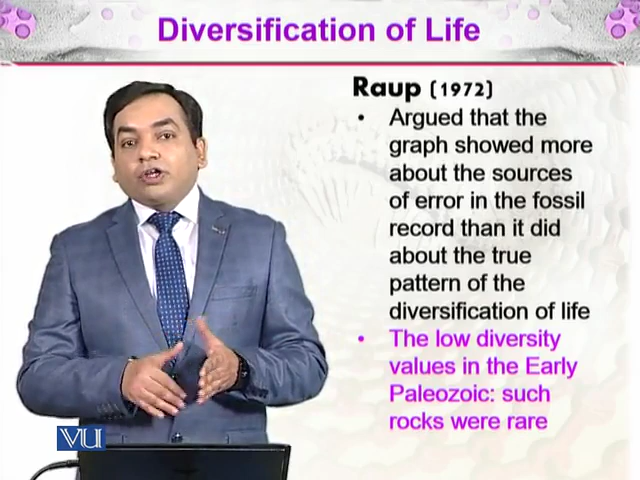 Diversification of Life
Raup (1972)
• Argued that the
graph showed more
about the sources
of error in the fossil
record than it did
about the true
pattern of the
diversification of life
• The low diversity
values in the Early
Paleozoic: such
rocks were rare
VU